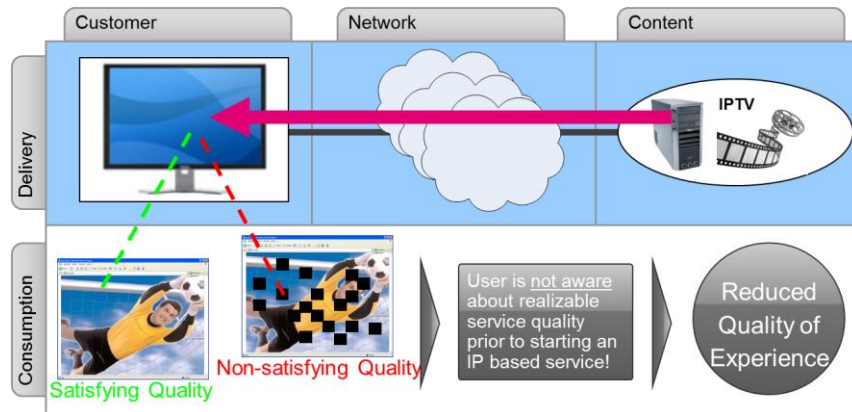 Customer
Network
Content
Delivery
IPTV
Consumption
Satisfying Quality
Non-satisfying Quality
User is not aware
about realizable
service quality
prior to starting an
IP based service!
Reduced
Quality of
Experience